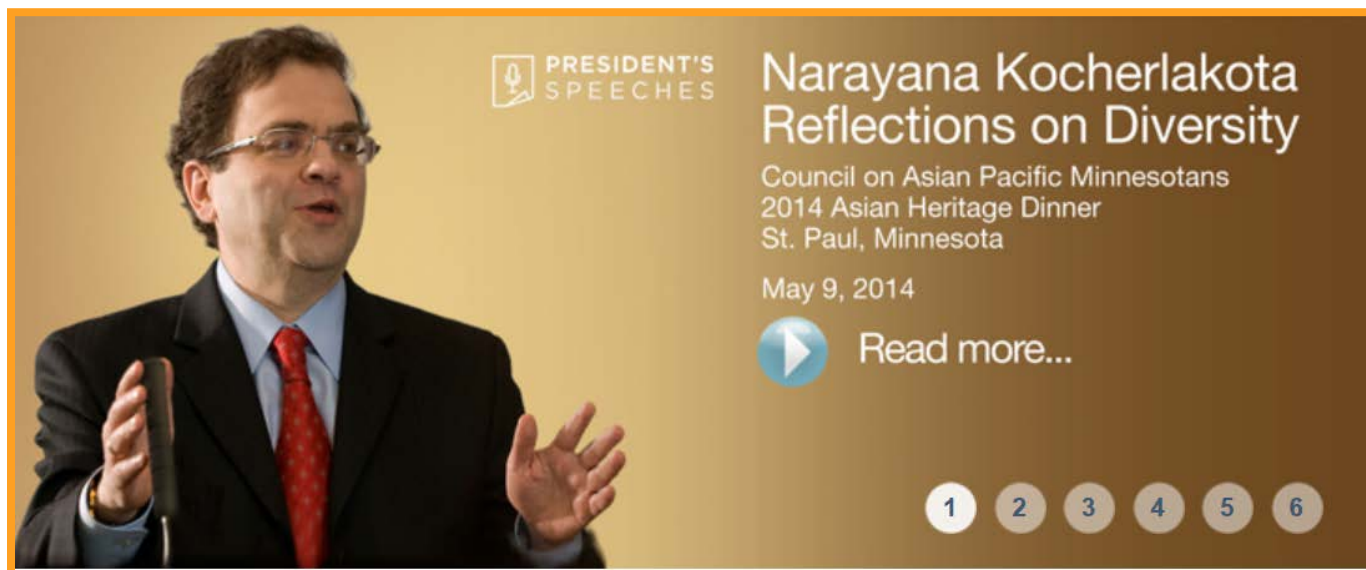 PRESIDENT'S
SPEECHES
Narayana Kocherlakota
Reflections on Diversity
Council on Asian Pacific Minnesotans
2014 Asian Heritage Dinner
St. Paul, Minnesota
May 9, 2014
Read more...
1 2 3 4 5 6